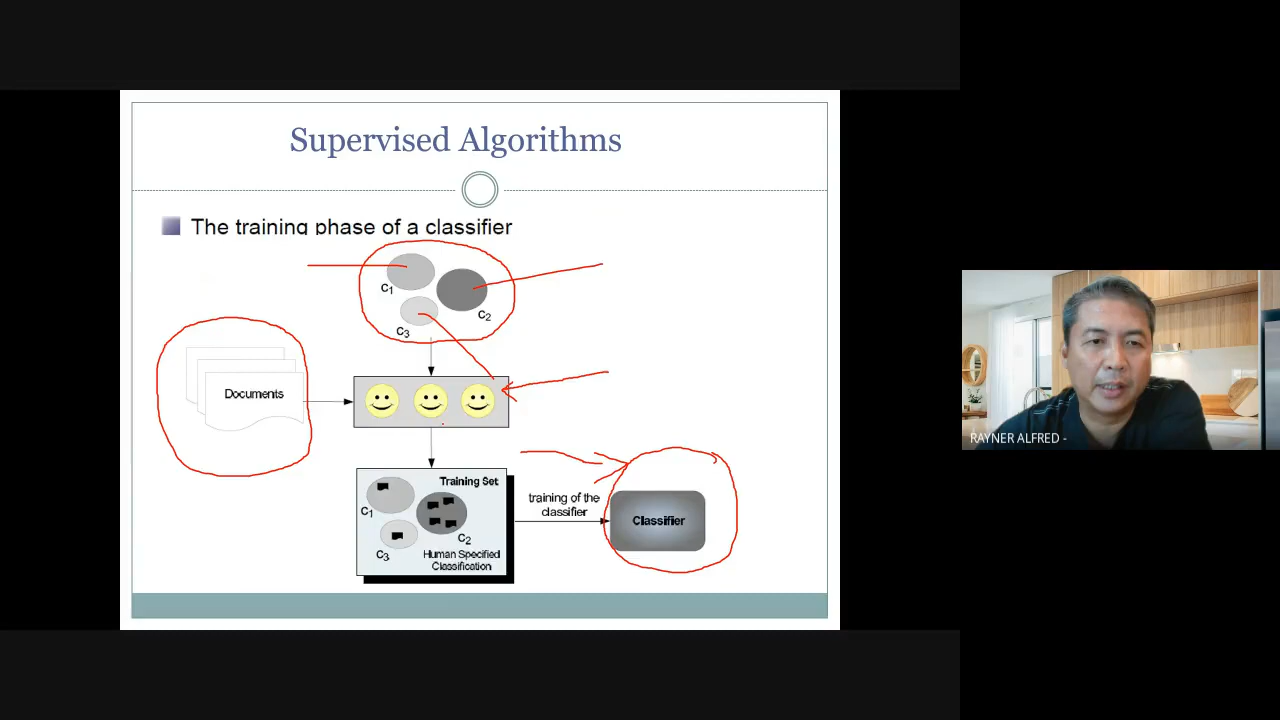 Supervised Algorithms
The training phase of a classifier
C1
C2
C3
Documents
Training Set
C1
C2
C3
Human Specified
Classification
training of the
classifier
Classifier
RAYNER ALFRED -